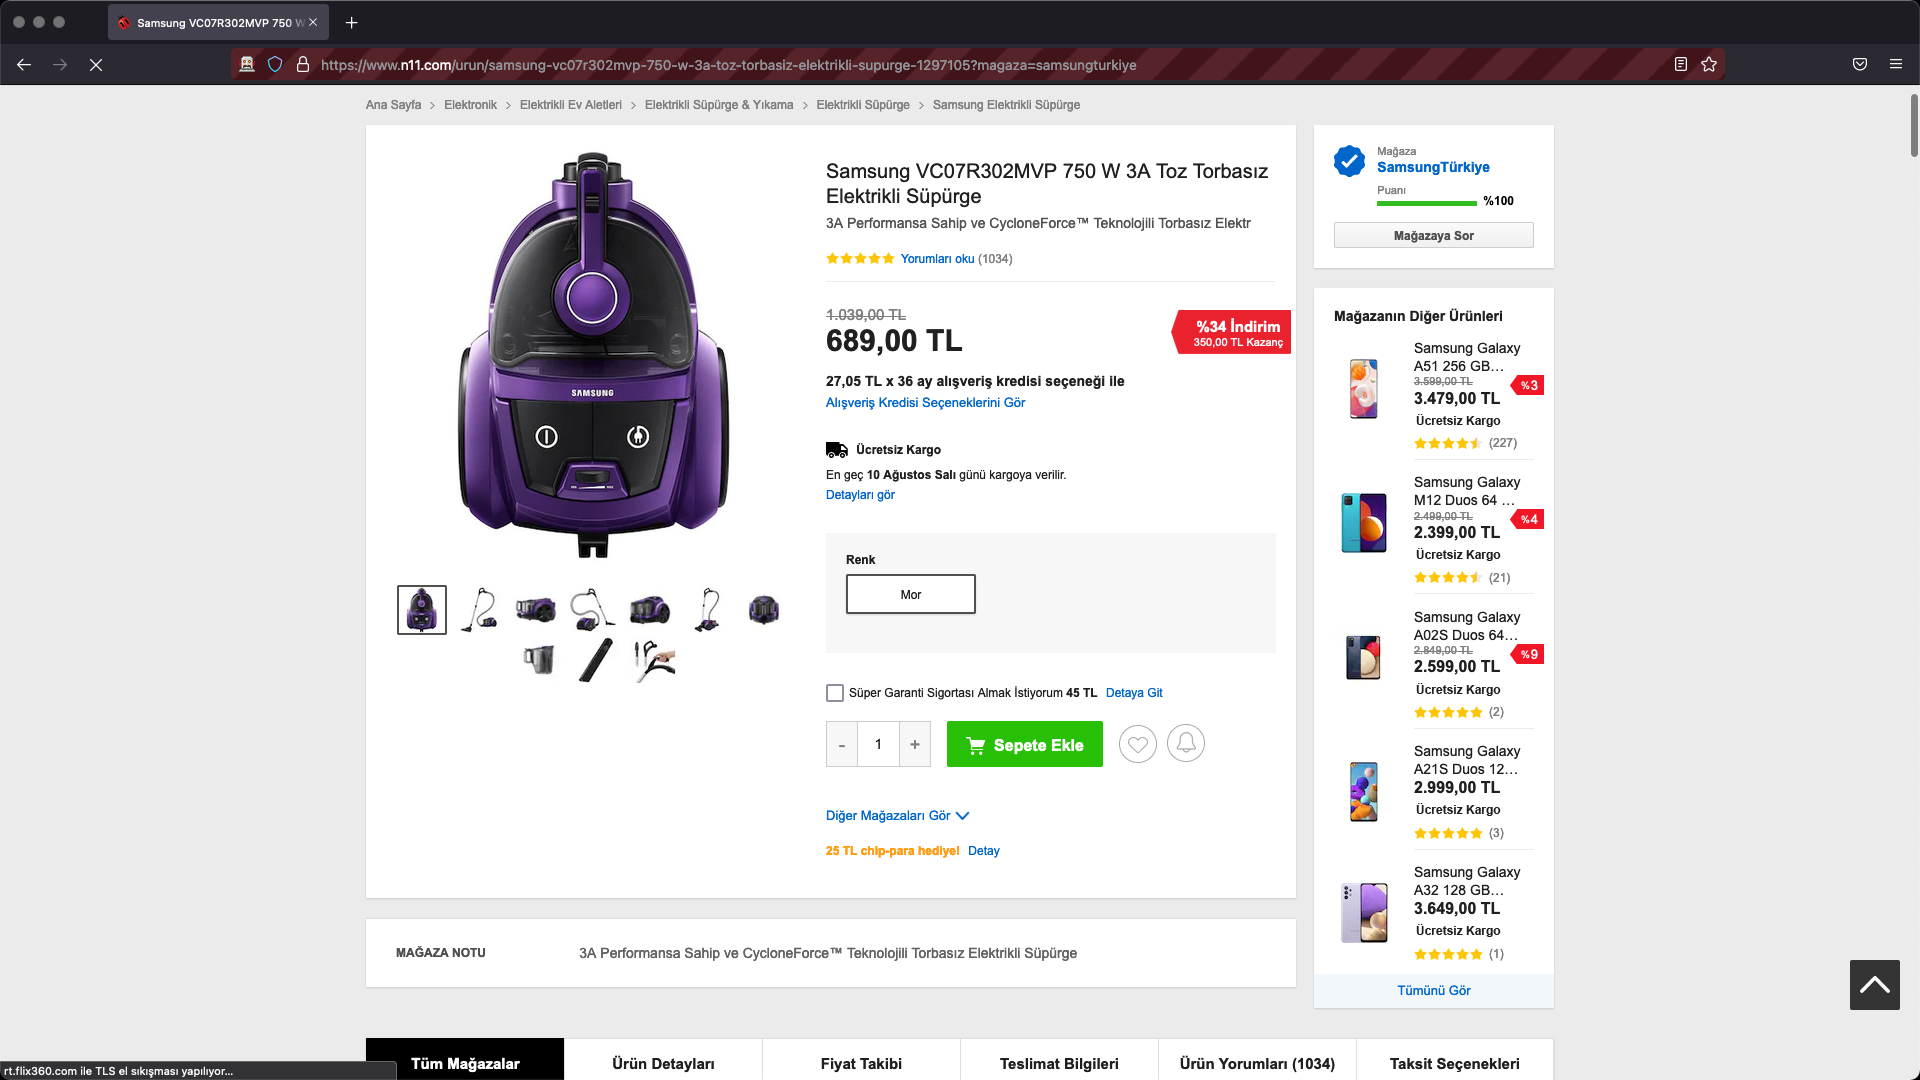 Samsung VC07R302MVP 750 W
https://www.n11.com/urun/samsung-vc07r302mvp-750-w-3a-toz-torbasiz-elektrikli-supurge-1297105?magaza=samsungturkiye
Ana Sayfa > Elektronik > Elektrikli Ev Aletleri > Elektrikli Süpürge & Yıkama > Elektrikli Süpürge > Samsung Elektrikli Süpürge
SAMSUNG
Samsung VC07R302MVP 750 W 3A Toz Torbasız
Elektrikli Süpürge
3A Performansa Sahip ve CycloneForce™ Teknolojili Torbasız Elektr
Yorumları oku (1034)
1.039,00 TL
689,00 TL
%34 İndirim
350,00 TL Kazanç
27,05 TL x 36 ay alışveriş kredisi seçeneği ile
Alışveriş Kredisi Seçeneklerini Gör
Ücretsiz Kargo
En geç 10 Ağustos Salı günü kargoya verilir.
Detayları gör
Renk
Mor
Süper Garanti Sigortası Almak İstiyorum 45 TL Detaya Git
- 1 + Sepete Ekle
Diğer Mağazaları Gör
25 TL chip-para hediye! Detay
MAĞAZA NOTU
3A Performansa Sahip ve CycloneForce™ Teknolojili Torbasız Elektrikli Süpürge
Mağaza
SamsungTürkiye
Puanı
%100
Mağazaya Sor
Mağazanın Diğer Ürünleri
Samsung Galaxy
A51 256 GB...
3.599,00 TL
3.479,00 TL
%3
Ücretsiz Kargo
(227)
Samsung Galaxy
M12 Duos 64 ...
2.499,00 TL
2.399,00 TL
%4
Ücretsiz Kargo
(21)
Samsung Galaxy
A02S Duos 64...
2.849,00 TL
2.599,00 TL
%9
Ücretsiz Kargo
(2)
Samsung Galaxy
A21S Duos 12...
2.999,00 TL
Ücretsiz Kargo
(3)
Samsung Galaxy
A32 128 GB...
3.649,00 TL
Ücretsiz Kargo
(1)
Tümünü Gör
Tüm Mağazalar
Ürün Detayları
Fiyat Takibi
Teslimat Bilgileri
Ürün Yorumları (1034)
Taksit Seçenekleri
rt.flix360.com ile TLS el sıkışması yapılıyor...